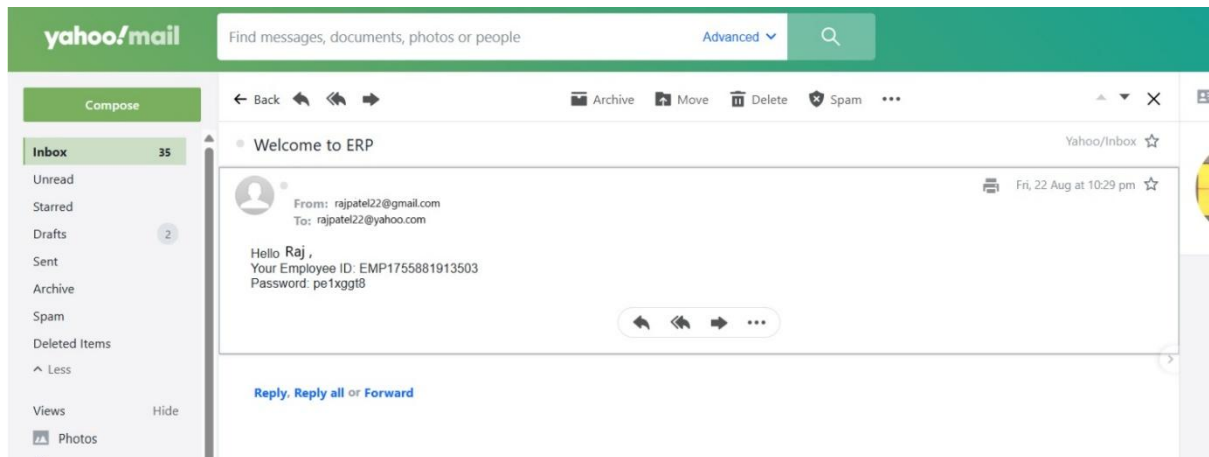 yahoo!mail
Find messages, documents, photos or people
Advanced
Compose
Back
Archive
Move
Delete
Spam
Inbox 35
Unread
Starred
Drafts 2
Sent
Archive
Spam
Deleted Items
Less
Views Hide
Photos
Welcome to ERP
Yahoo/Inbox
From: rajpatel22@gmail.com
To: rajpatel22@yahoo.com
Fri, 22 Aug at 10:29 pm
Hello Raj ,
Your Employee ID: EMP1755881913503
Password: pe1xggt8
Reply, Reply all or Forward